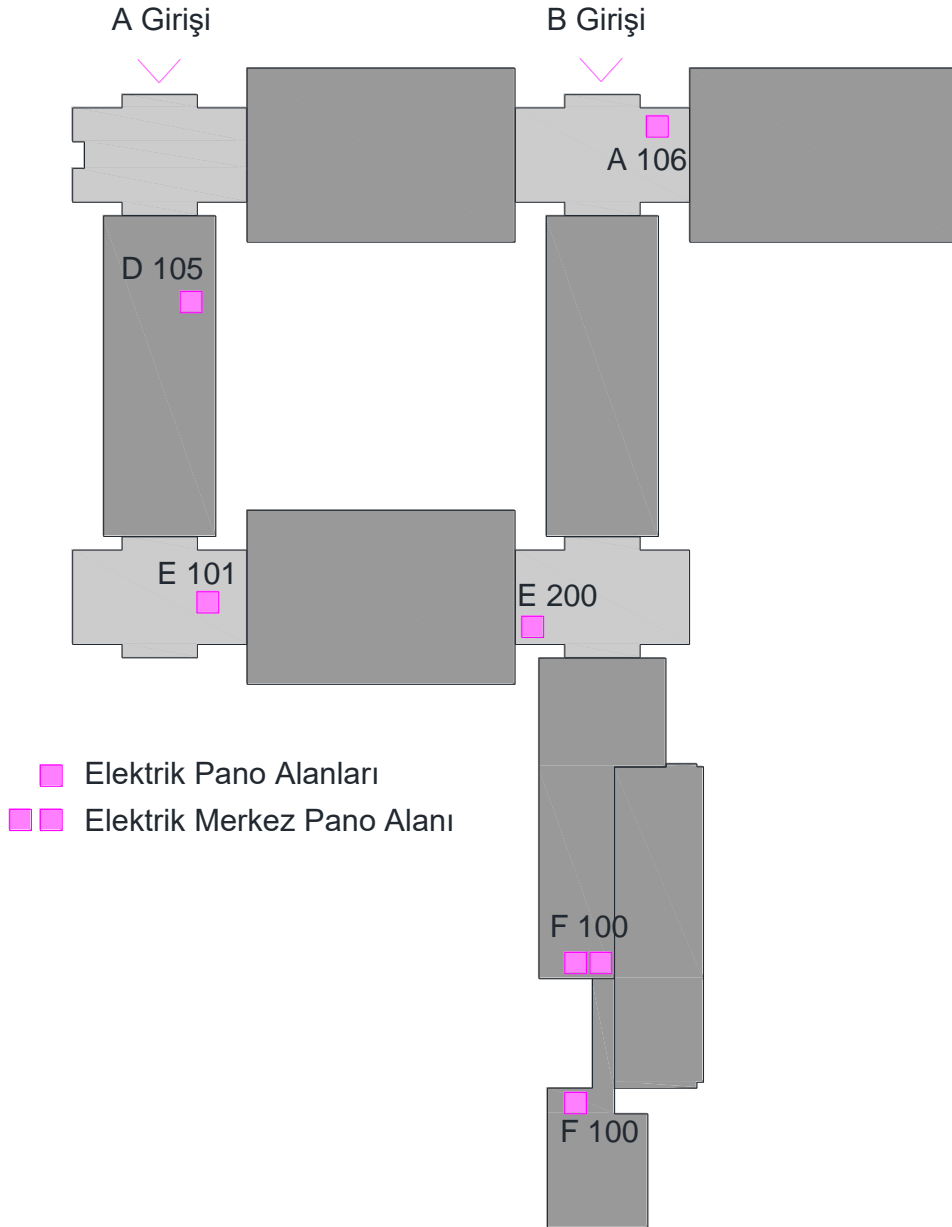 A Girişi
B Girişi
A 106
D 105
E 101
E 200
Elektrik Pano Alanları
Elektrik Merkez Pano Alanı
F 100
F 100